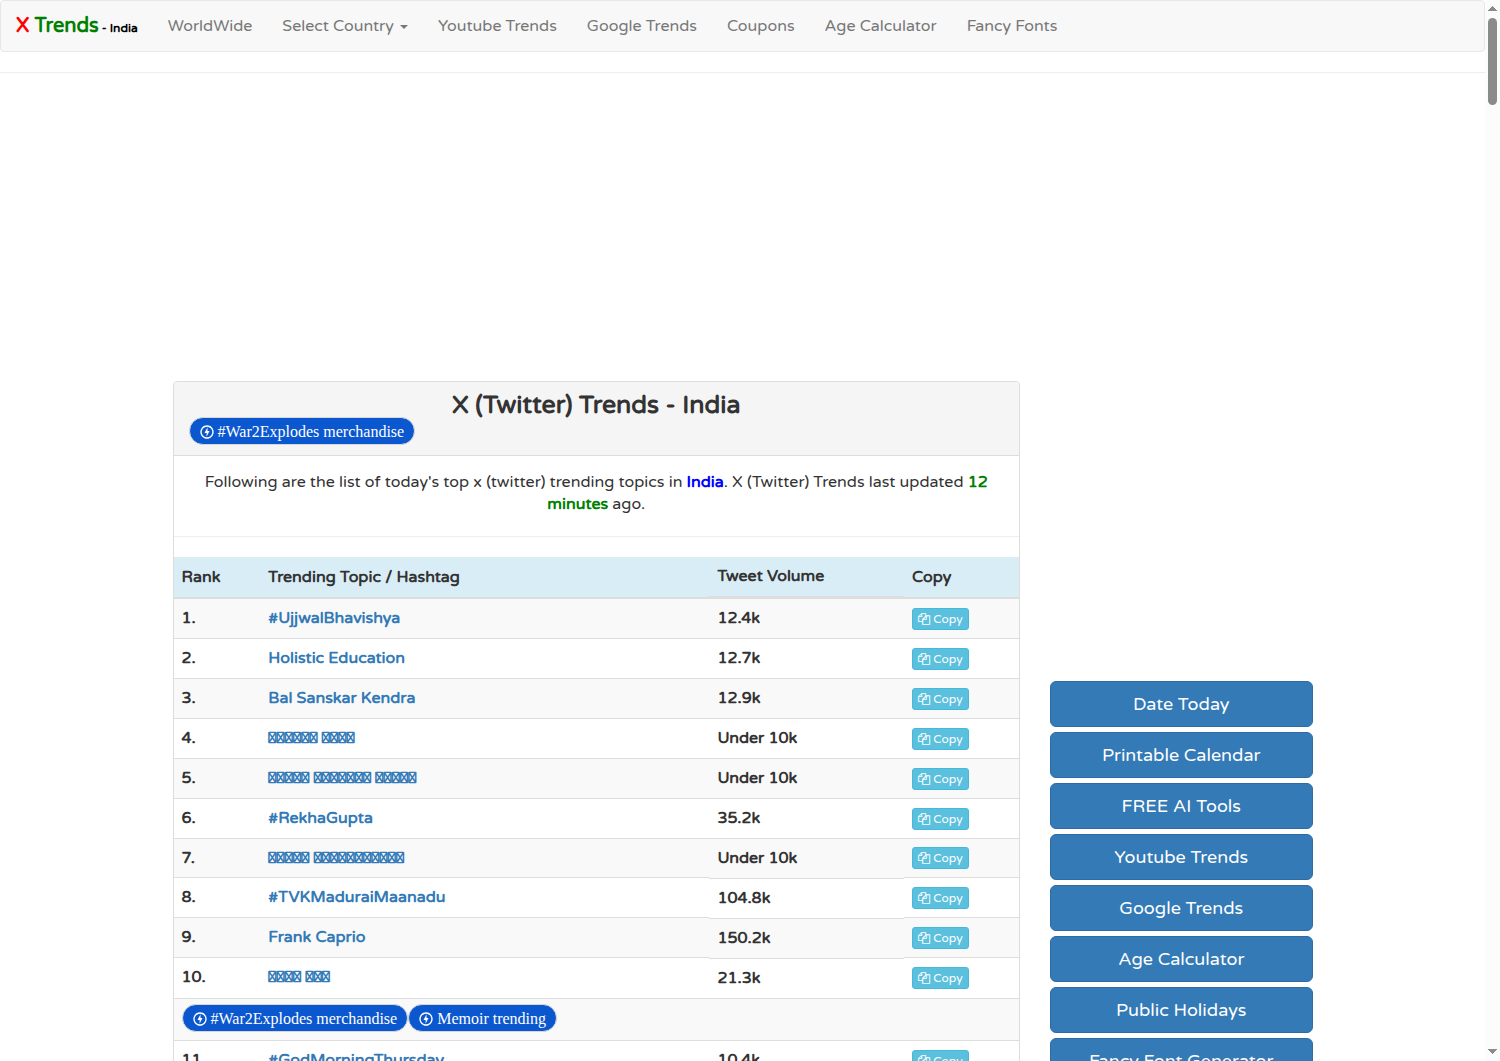 X Trends - India WorldWide Select Country Youtube Trends Google Trends Coupons Age Calculator Fancy Fonts
X (Twitter) Trends - India
#War2Explodes merchandise
Following are the list of today's top x (twitter) trending topics in India. X (Twitter) Trends last updated 12
minutes ago.
Rank Trending Topic / Hashtag Tweet Volume Copy
1. #UjjwalBhavishya 12.4k Copy
2. Holistic Education 12.7k Copy
3. Bal Sanskar Kendra 12.9k Copy
4. Under 10k Copy
5. Under 10k Copy
6. #RekhaGupta 35.2k Copy
7. Under 10k Copy
8. #TVKMaduraiMaanadu 104.8k Copy
9. Frank Caprio 150.2k Copy
10. 21.3k Copy
#War2Explodes merchandise Memoir trending
11. #GodMorningThursday 10.4k Copy
Date Today
Printable Calendar
FREE AI Tools
Youtube Trends
Google Trends
Age Calculator
Public Holidays
Fancy Font Generator